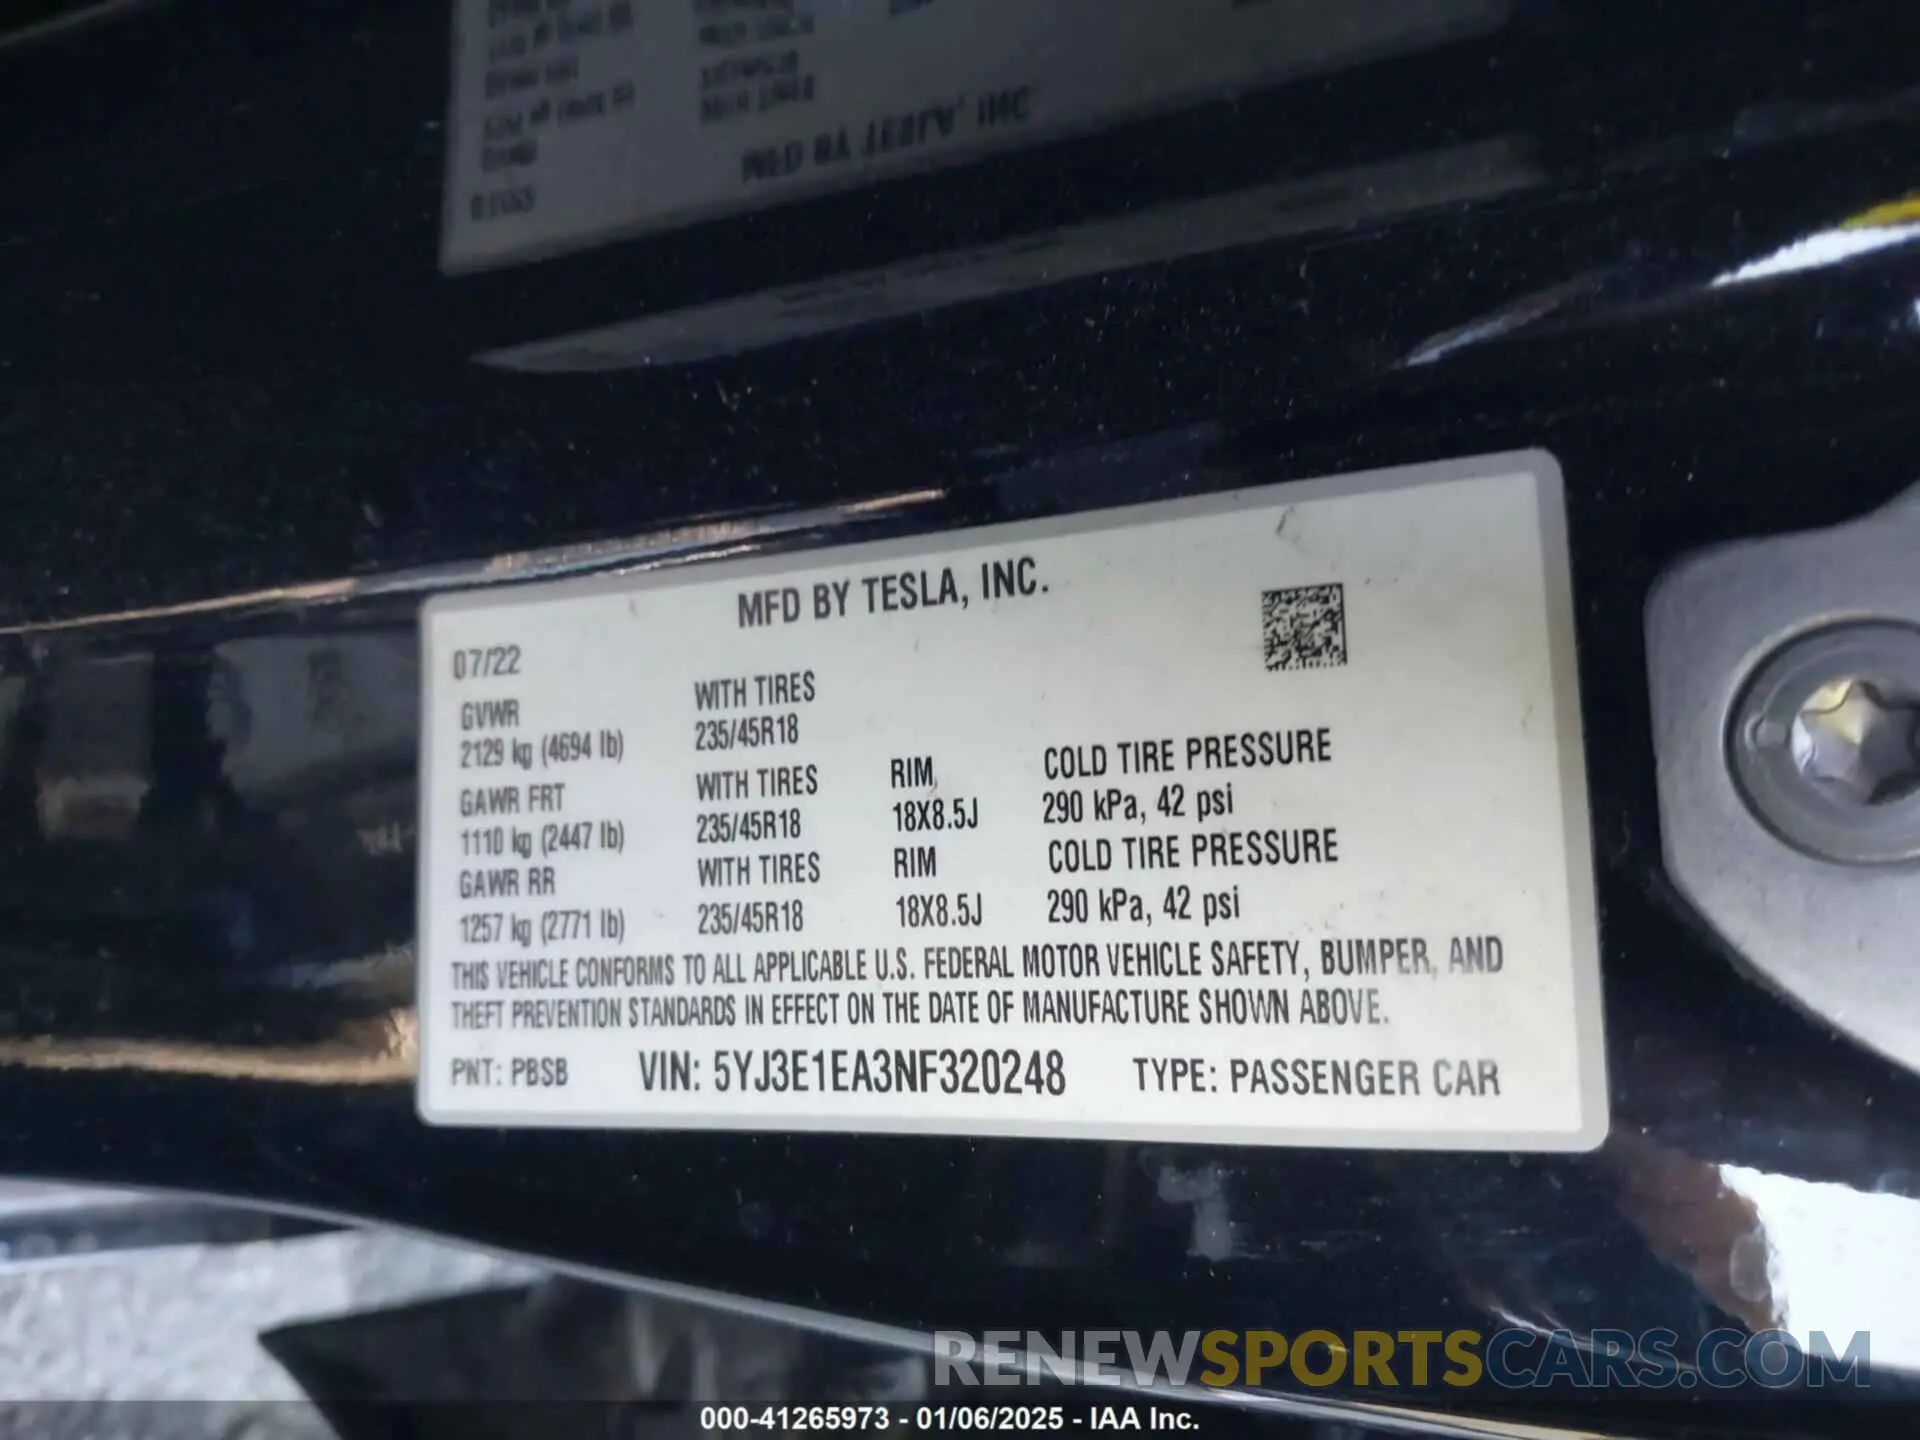 MFD BY TESLA, INC.
07/22
GVWR
2129 kg (4694 lb)
WITH TIRES
235/45R18
GAWR FRT
1110 kg (2447 lb)
WITH TIRES
235/45R18
RIM
18X8.5J
COLD TIRE PRESSURE
290 kPa, 42 psi
GAWR RR
1257 kg (2771 lb)
WITH TIRES
235/45R18
RIM
18X8.5J
COLD TIRE PRESSURE
290 kPa, 42 psi
THIS VEHICLE CONFORMS TO ALL APPLICABLE U.S. FEDERAL MOTOR VEHICLE SAFETY, BUMPER, AND
THEFT PREVENTION STANDARDS IN EFFECT ON THE DATE OF MANUFACTURE SHOWN ABOVE.
PNT: PBSB VIN: 5YJ3E1EA3NF320248 TYPE: PASSENGER CAR
RENEWSPORTSCARS.COM
000-41265973 - 01/06/2025 - IAA Inc.